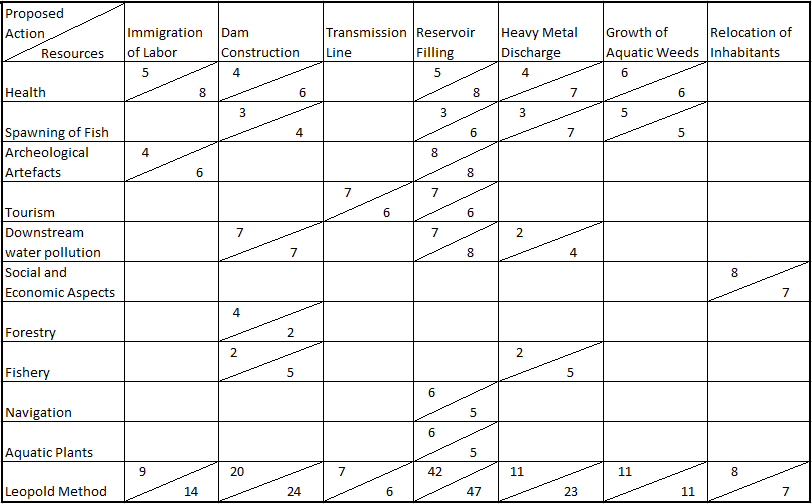 Proposed
Action
Resources
Immigration
of Labor
Dam
Construction
Transmission
Line
Reservoir
Filling
Heavy Metal
Discharge
Growth of
Aquatic Weeds
Relocation of
Inhabitants
5 4 5 4 6
Health 8 6 8 7 6
3 3 3 5
Spawning of Fish 4 6 7 5
Archeological 4 8
Artefacts 6 8
7 7
Tourism 6 6
Downstream 7 7 2
water pollution 7 8 4
Social and 8
Economic Aspects 7
4
Forestry 2
2 2
Fishery 5 5
6
Navigation 5
6
Aquatic Plants 5
9 20 7 42 11 11 8
Leopold Method 14 24 6 47 23 11 7